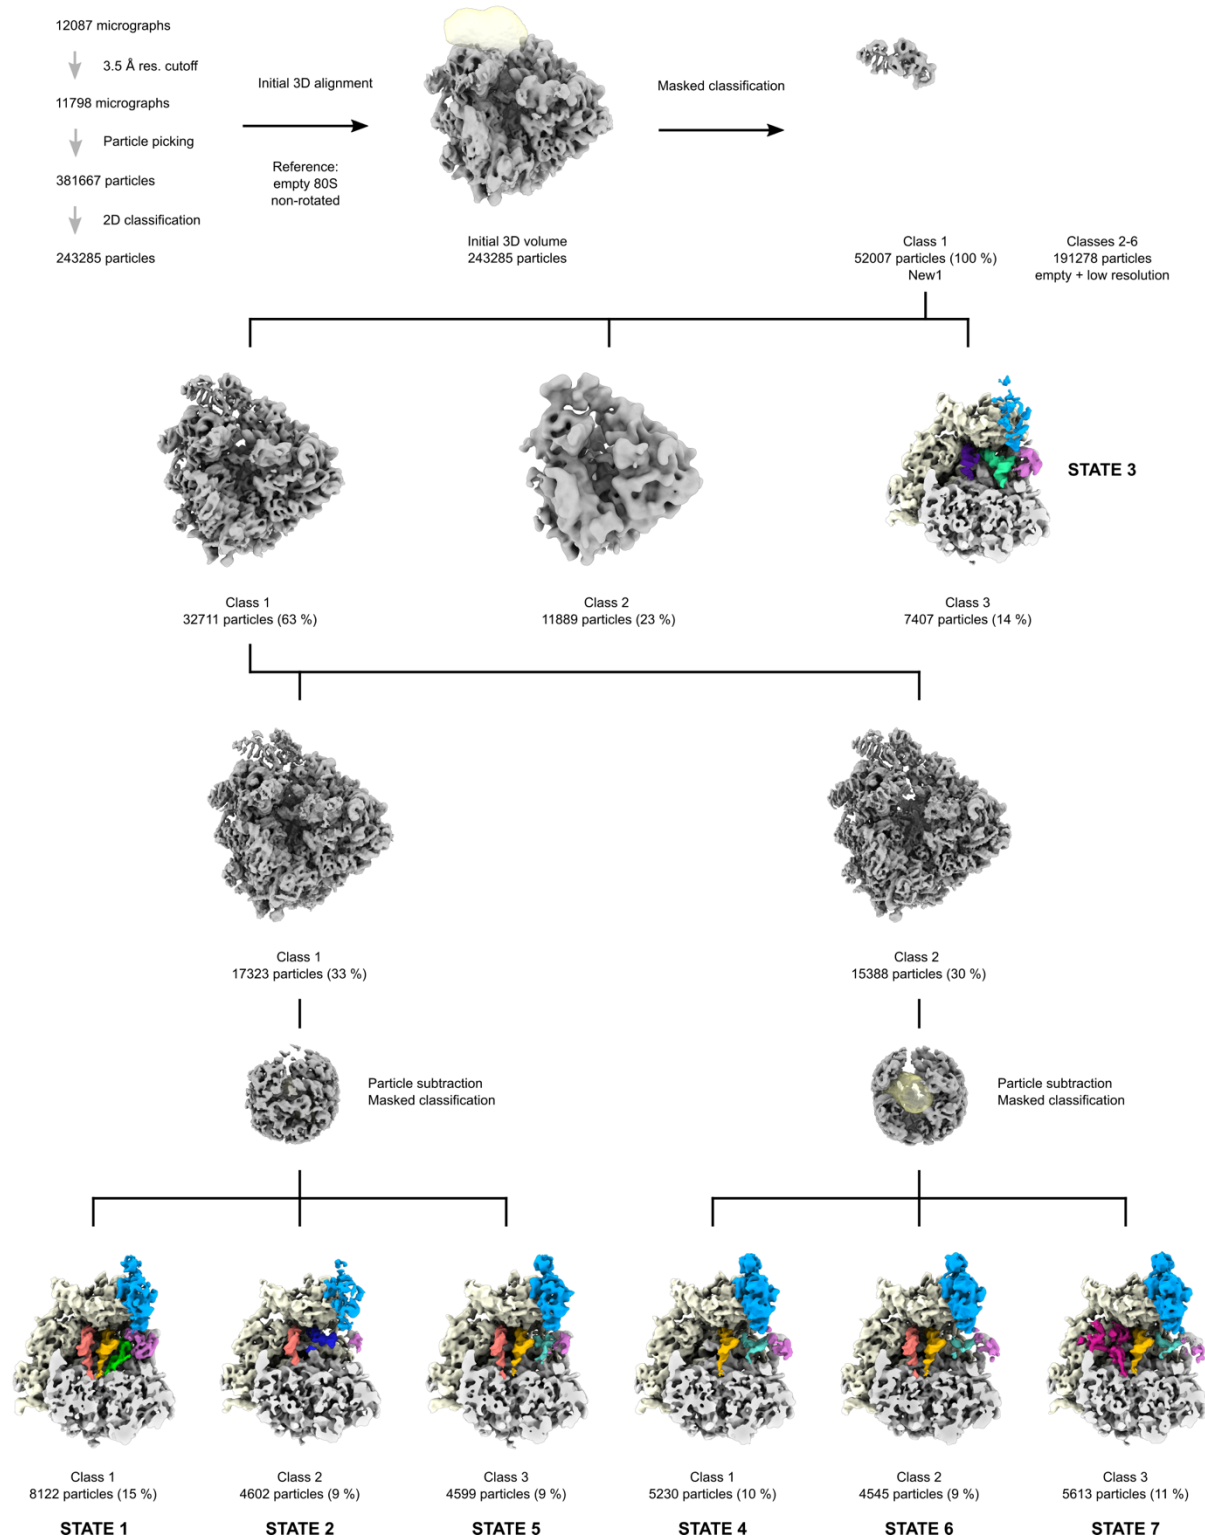 12087 micrographs
3.5 Å res. cutoff
11798 micrographs
Particle picking
381667 particles
2D classification
243285 particles
Initial 3D alignment
Reference:
empty 80S
non-rotated
Initial 3D volume
243285 particles
Masked classification
Class 1
52007 particles (100 %)
New1
Classes 2-6
191278 particles
empty + low resolution
Class 1
32711 particles (63 %)
Class 2
11889 particles (23 %)
STATE 3
Class 3
7407 particles (14 %)
Class 1
17323 particles (33 %)
Class 2
15388 particles (30 %)
Particle subtraction
Masked classification
Particle subtraction
Masked classification
Class 1
8122 particles (15 %)
STATE 1
Class 2
4602 particles (9 %)
STATE 2
Class 3
4599 particles (9 %)
STATE 5
Class 1
5230 particles (10 %)
STATE 4
Class 2
4545 particles (9 %)
STATE 6
Class 3
5613 particles (11 %)
STATE 7